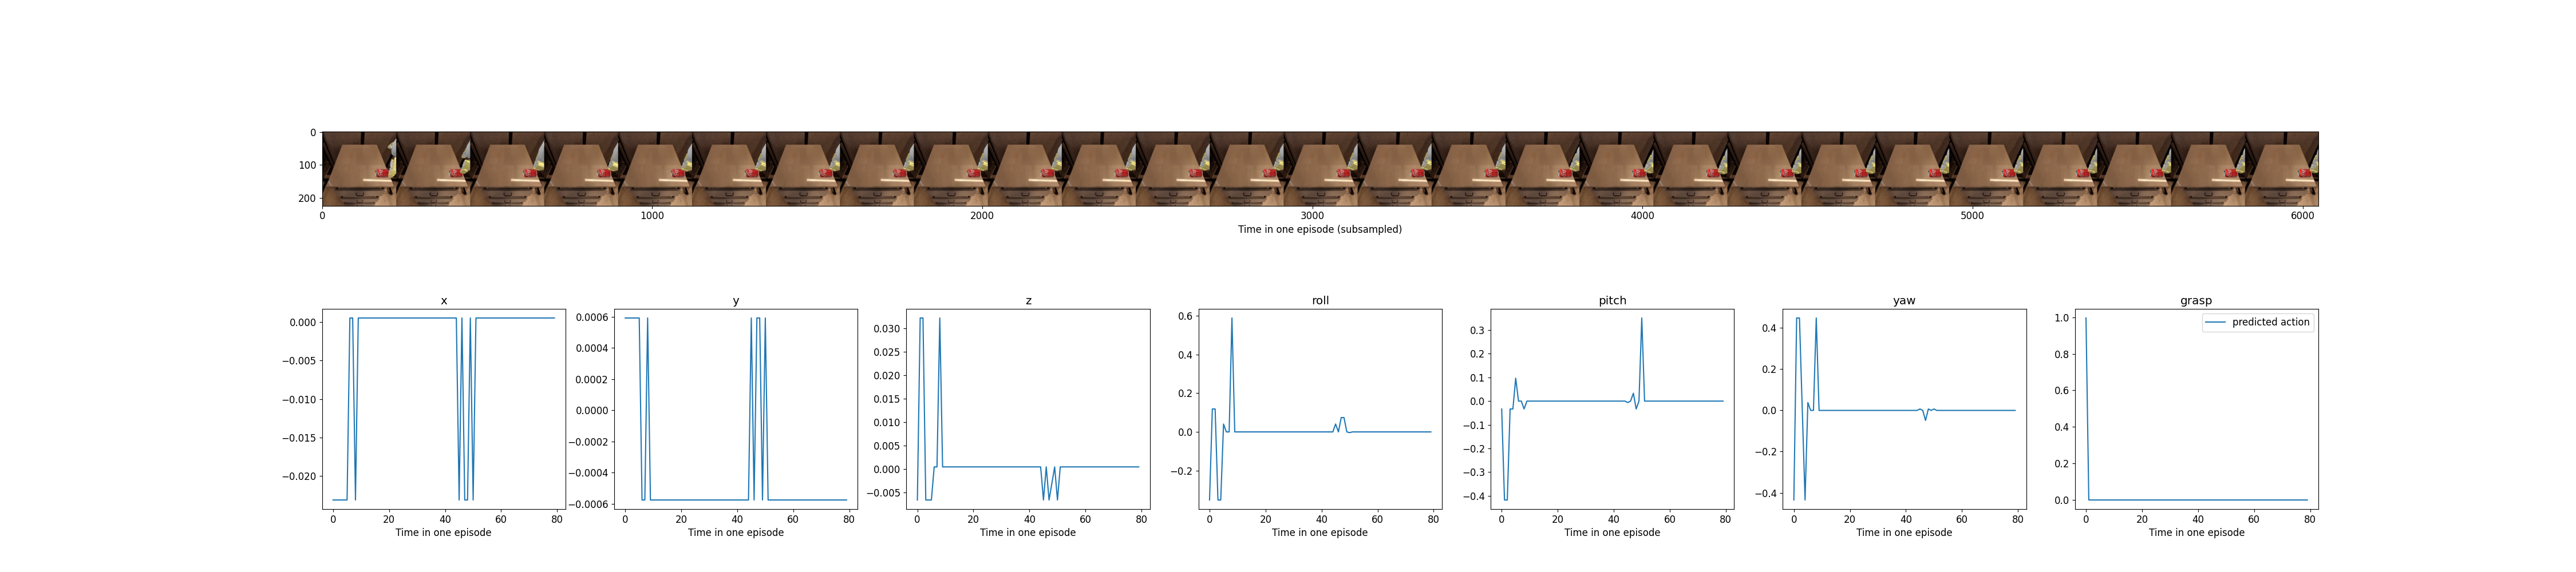 0
100
200
0 1000 2000 3000 4000 5000 6000
Time in one episode (subsampled)
x
0.000
−0.005
−0.010
−0.015
−0.020
0 20 40 60 80
Time in one episode
y
0.0006
0.0004
0.0002
0.0000
−0.0002
−0.0004
−0.0006
0 20 40 60 80
Time in one episode
z
0.030
0.025
0.020
0.015
0.010
0.005
0.000
−0.005
0 20 40 60 80
Time in one episode
roll
0.6
0.4
0.2
0.0
−0.2
0 20 40 60 80
Time in one episode
pitch
0.3
0.2
0.1
0.0
−0.1
−0.2
−0.3
−0.4
0 20 40 60 80
Time in one episode
yaw
0.4
0.2
0.0
−0.2
−0.4
0 20 40 60 80
Time in one episode
grasp
predicted action
1.0
0.8
0.6
0.4
0.2
0.0
0 20 40 60 80
Time in one episode